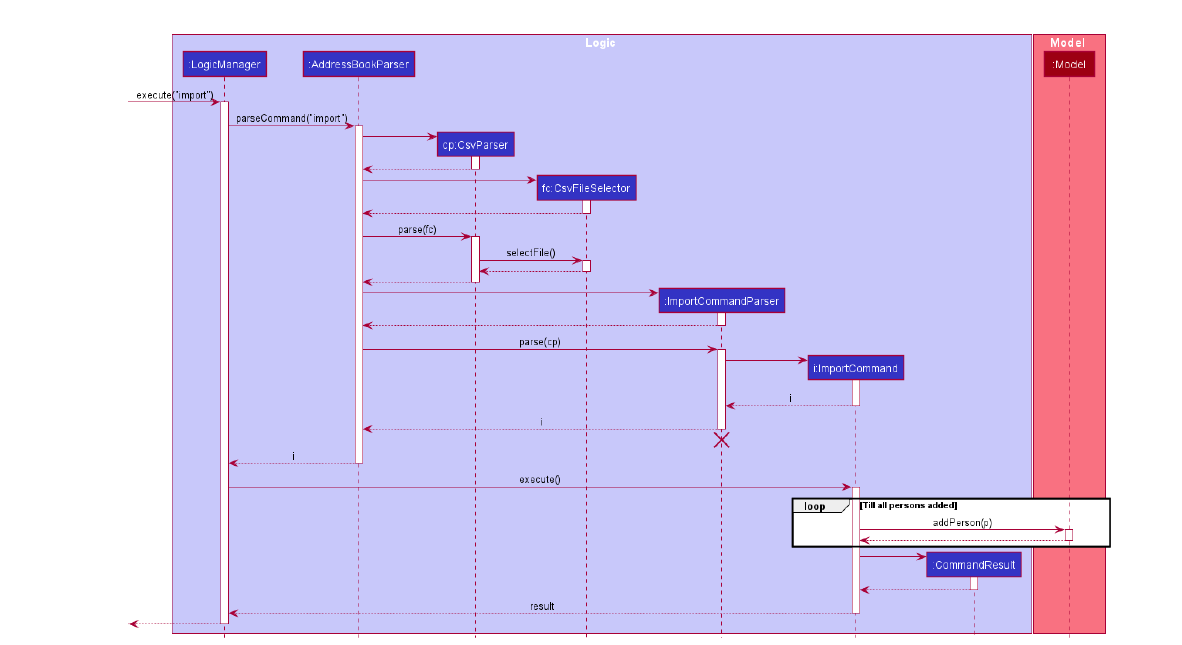 Logic
Model
:LogicManager
:AddressBookParser
:Model
execute("import")
parseCommand("import")
cp:CsvParser
fc:CsvFileSelector
parse(fc)
selectFile()
:ImportCommandParser
parse(cp)
i:ImportCommand
i
i
i
execute()
loop
[Till all persons added]
addPerson(p)
:CommandResult
result